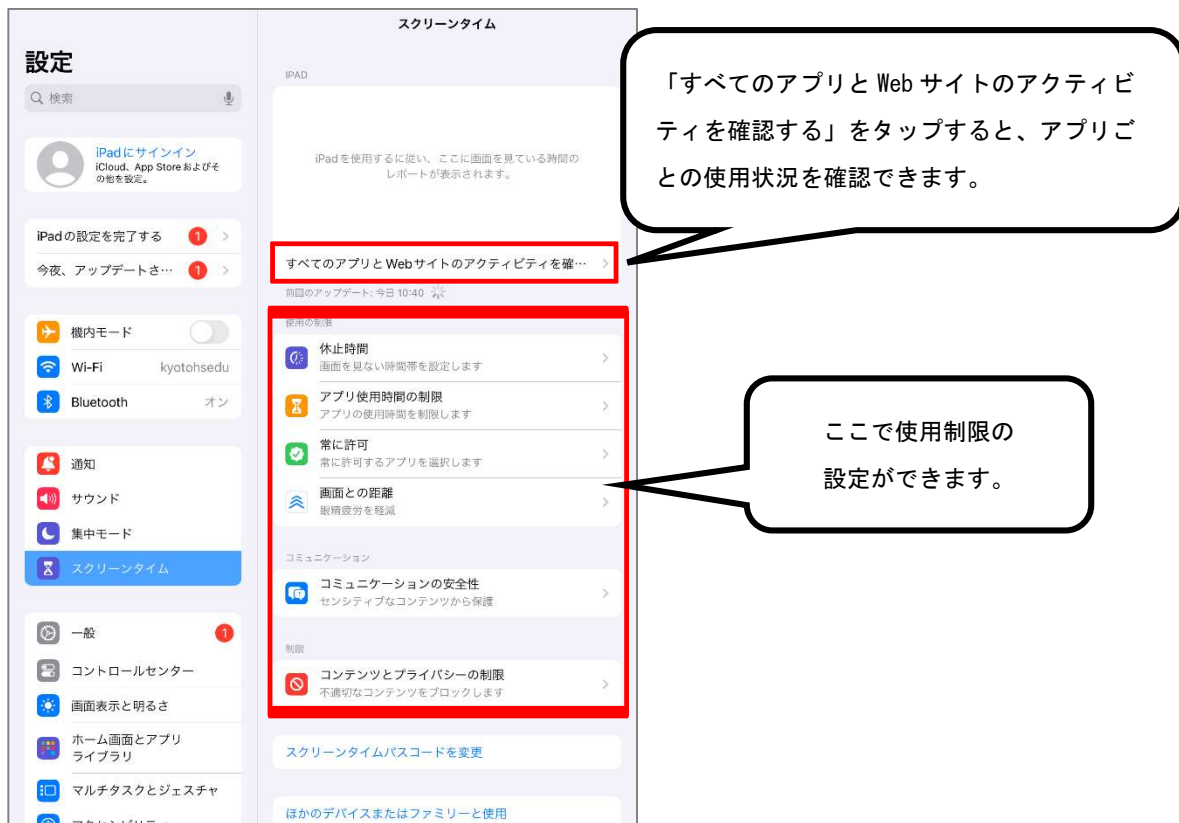 設定
検索
iPadにサインイン
iCloud、App Storeおよびそ
の他を設定。
iPadの設定を完了する 1
今夜、アップデートさ… 1
機内モード
Wi-Fi kyotohsedu
Bluetooth オン
通知
サウンド
集中モード
スクリーンタイム
一般 1
コントロールセンター
画面表示と明るさ
ホーム画面とアプリ
ライブラリ
マルチタスクとジェスチャ
スクリーンタイム
IPAD
iPadを使用するに従い、ここに画面を見ている時間の
レポートが表示されます。
すべてのアプリとWebサイトのアクティビティを確…
前回のアップデート: 今日 10:40
使用の制限
休止時間
画面を見ない時間帯を設定します
アプリ使用時間の制限
アプリの使用時間を制限します
常に許可
常に許可するアプリを選択します
画面との距離
眼精疲労を軽減
コミュニケーション
コミュニケーションの安全性
センシティブなコンテンツから保護
制限
コンテンツとプライバシーの制限
不適切なコンテンツをブロックします
スクリーンタイムパスコードを変更
ほかのデバイスまたはファミリーと使用
「すべてのアプリと Web サイトのアクティビ
ティを確認する」をタップすると、アプリご
との使用状況を確認できます。
ここで使用制限の
設定ができます。